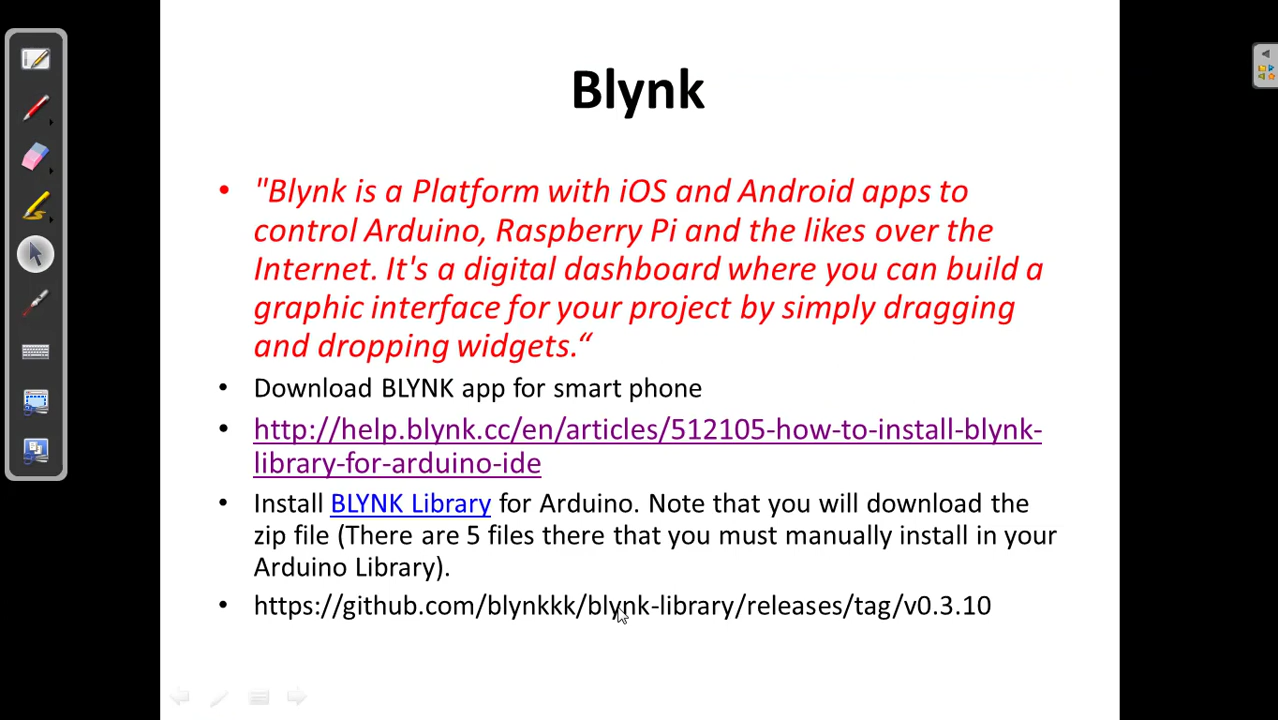 Blynk
• "Blynk is a Platform with iOS and Android apps to
control Arduino, Raspberry Pi and the likes over the
Internet. It's a digital dashboard where you can build a
graphic interface for your project by simply dragging
and dropping widgets.“
• Download BLYNK app for smart phone
• http://help.blynk.cc/en/articles/512105-how-to-install-blynk-
library-for-arduino-ide
• Install BLYNK Library for Arduino. Note that you will download the
zip file (There are 5 files there that you must manually install in your
Arduino Library).
• https://github.com/blynkkk/blynk-library/releases/tag/v0.3.10